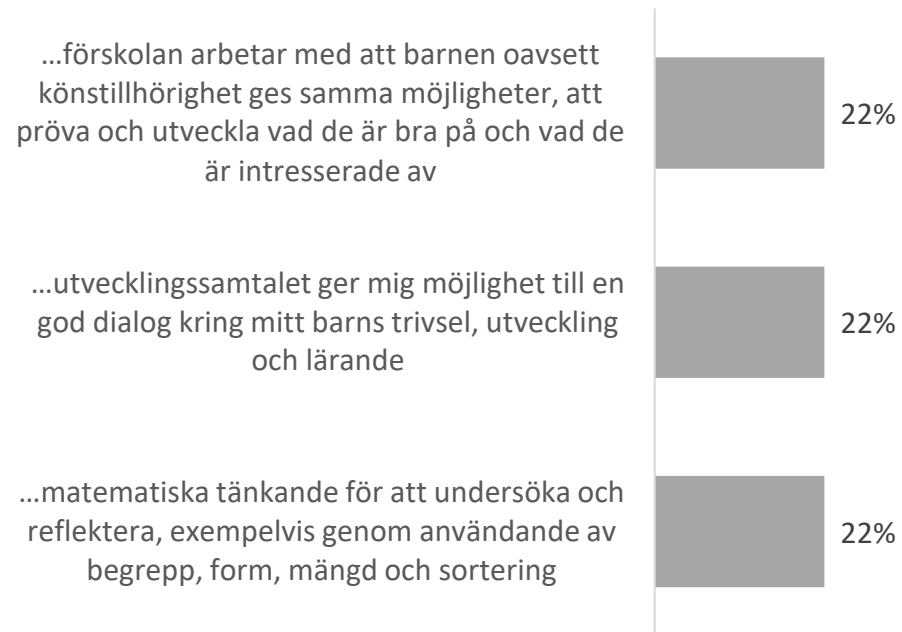 …förskolan arbetar med att barnen oavsett
könstillhörighet ges samma möjligheter, att
pröva och utveckla vad de är bra på och vad de
är intresserade av
22%
…utvecklingssamtalet ger mig möjlighet till en
god dialog kring mitt barns trivsel, utveckling
och lärande
22%
…matematiska tänkande för att undersöka och
reflektera, exempelvis genom användande av
begrepp, form, mängd och sortering
22%